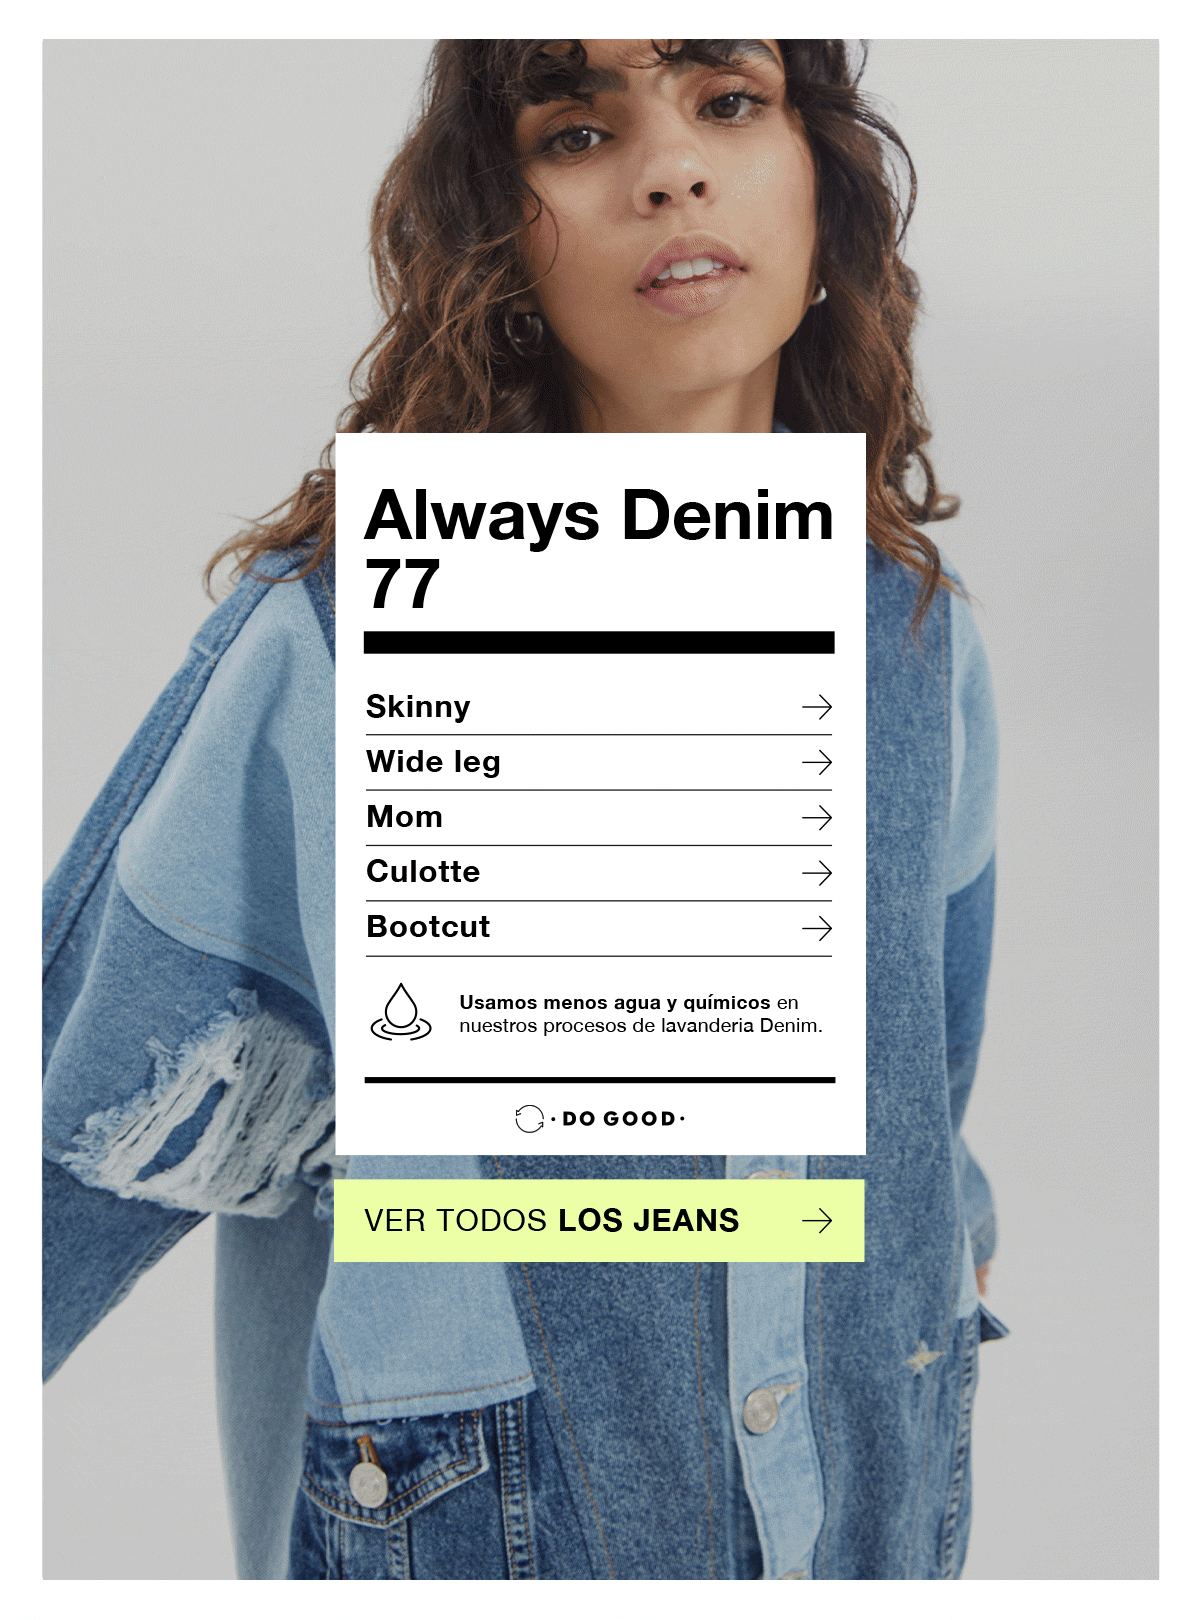 Always Denim
77
Skinny
Wide leg
Mom
Culotte
Bootcut
Usamos menos agua y químicos en
nuestros procesos de lavanderia Denim.
· DO GOOD ·
VER TODOS LOS JEANS